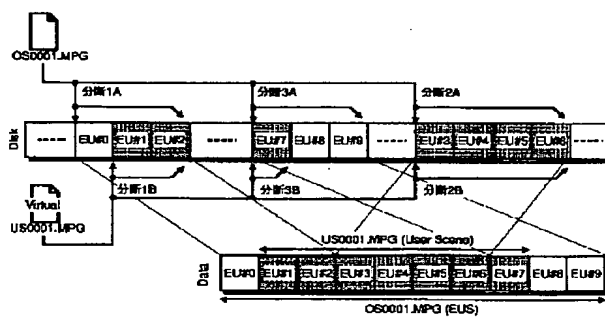 OS0001.MPG
分断1A
分断3A
分断2A
Disk
EU#0
EU#1
EU#2
EU#7
EU#8
EU#9
EU#3
EU#4
EU#5
EU#6
Virtual
US0001.MPG
分断1B
分断3B
分断2B
US0001.MPG (User Scene)
Data
EU#0
EU#1
EU#2
EU#3
EU#4
EU#5
EU#6
EU#7
EU#8
EU#9
OS0001.MPG (EUS)